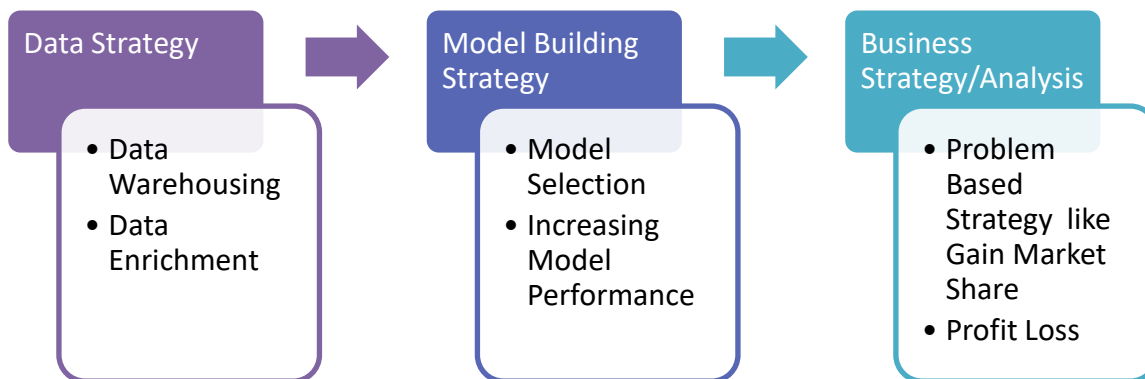 Data Strategy
• Data
Warehousing
• Data
Enrichment
Model Building
Strategy
• Model
Selection
• Increasing
Model
Performance
Business
Strategy/Analysis
• Problem
Based
Strategy  like
Gain Market
Share
• Profit Loss